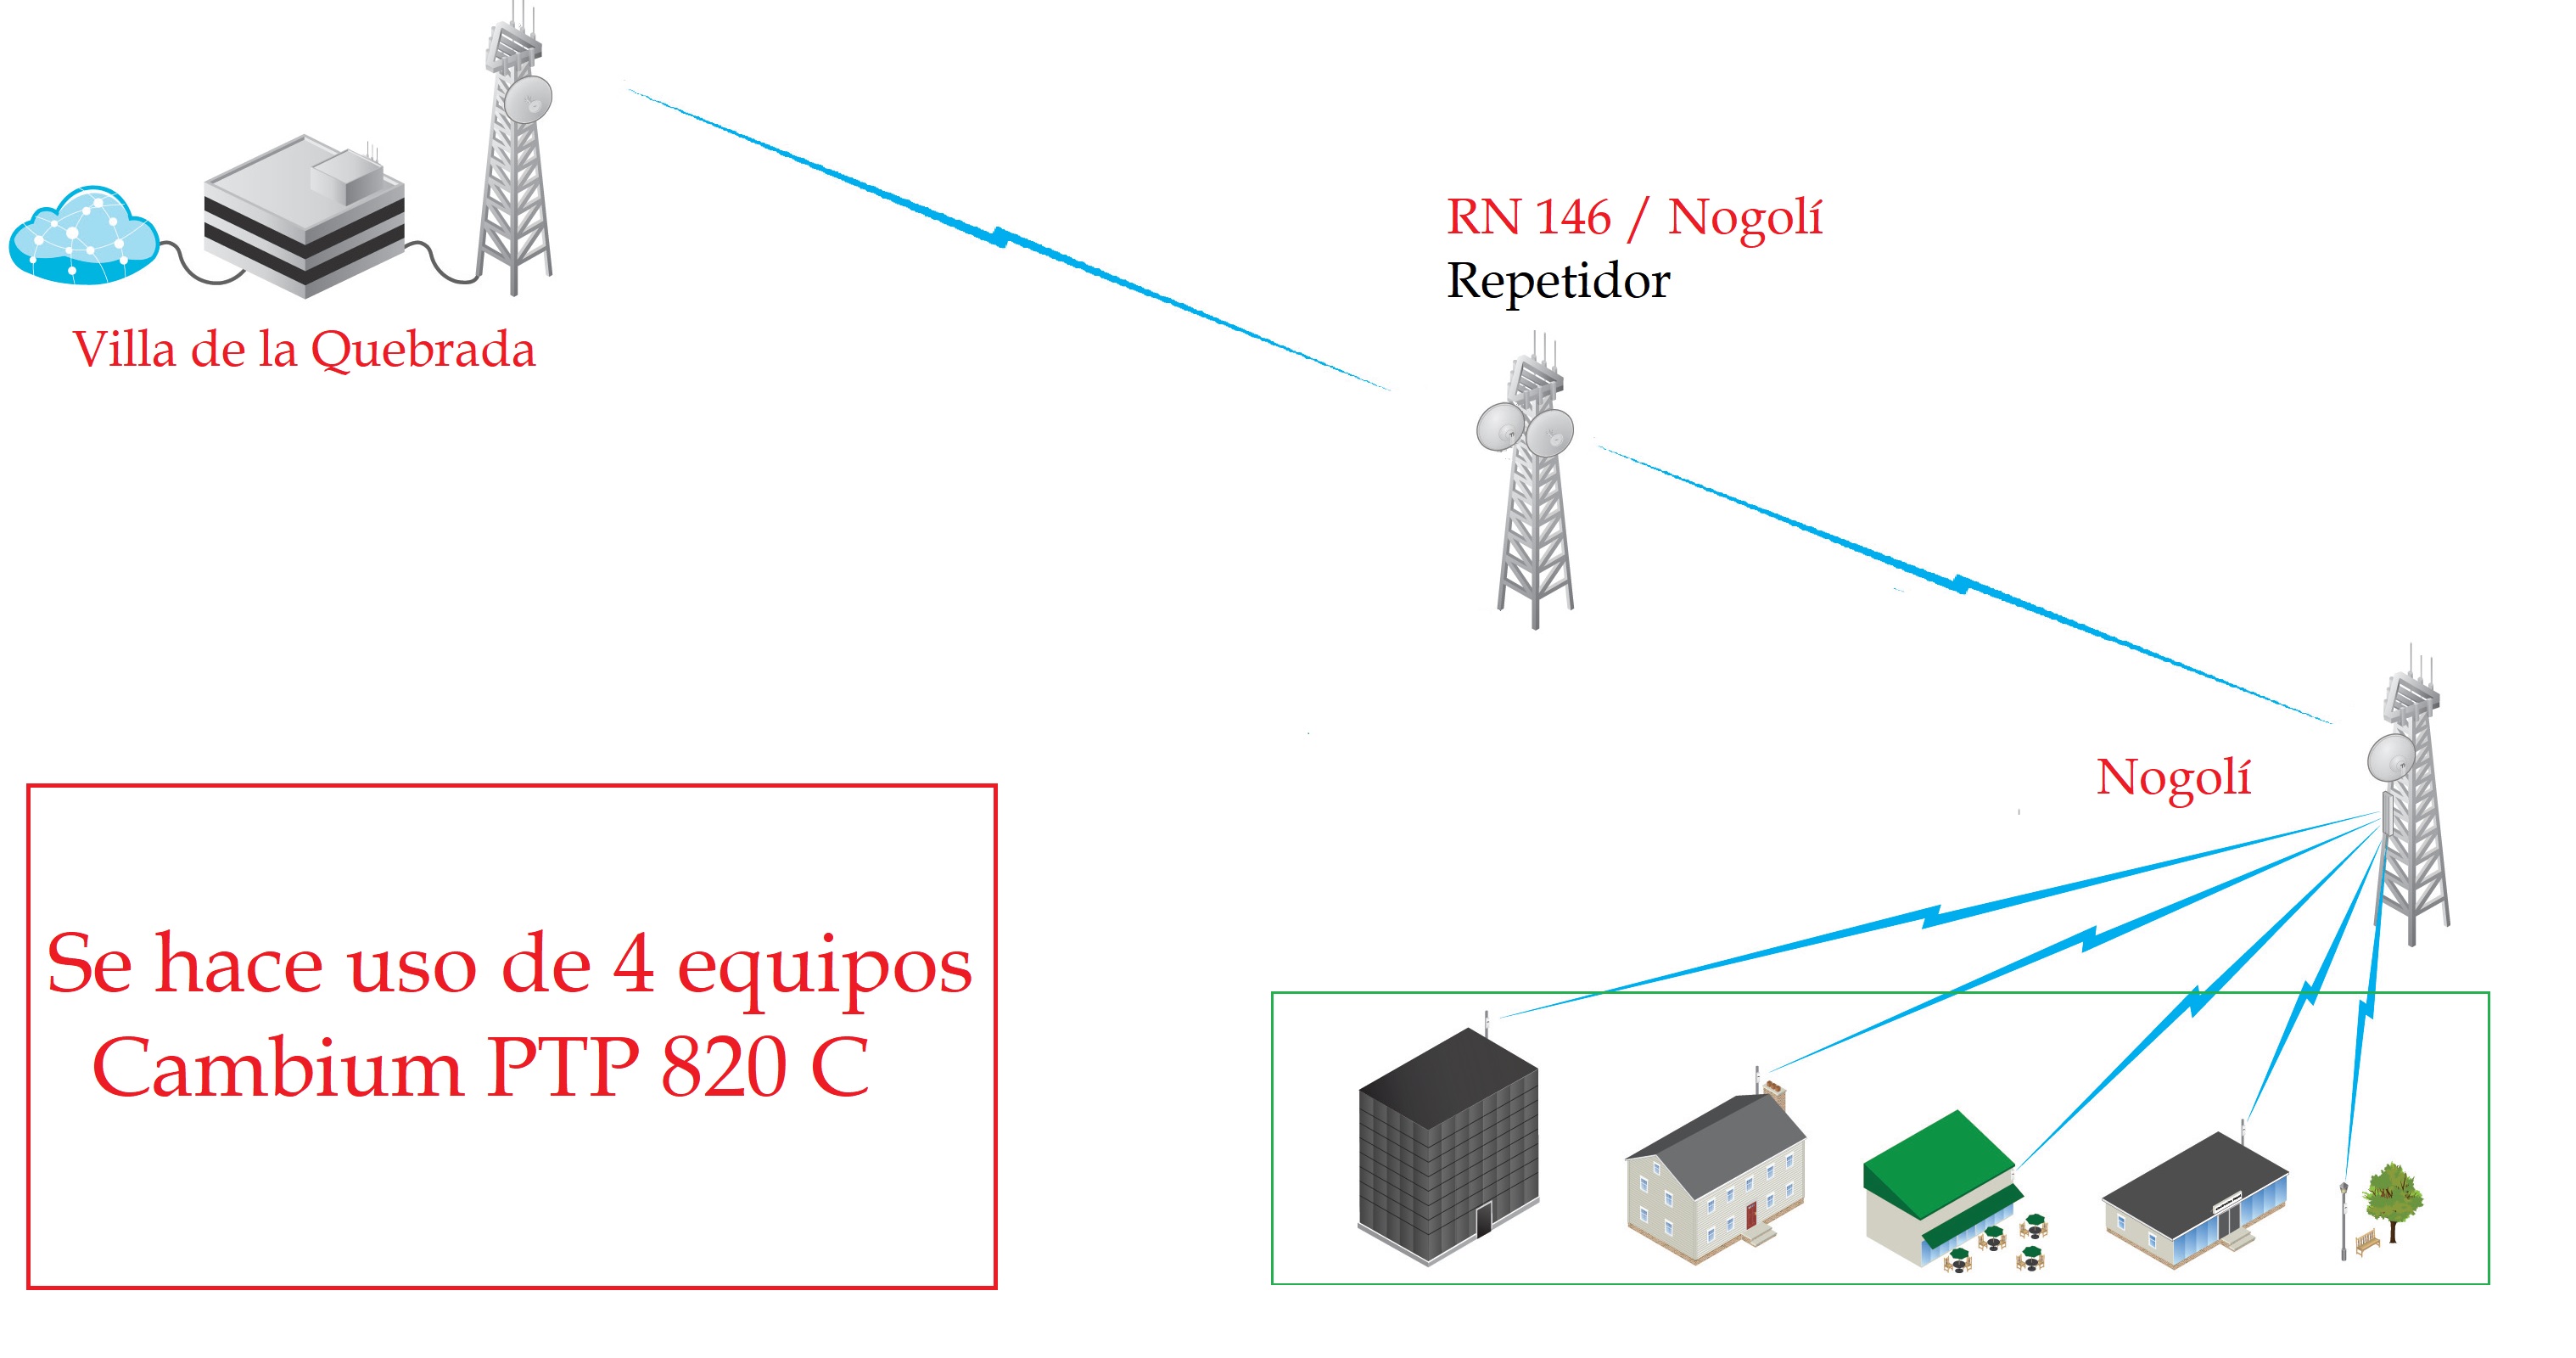 RN 146 / Nogolí
Repetidor
Villa de la Quebrada
Nogolí
Se hace uso de 4 equipos
Cambium PTP 820 C